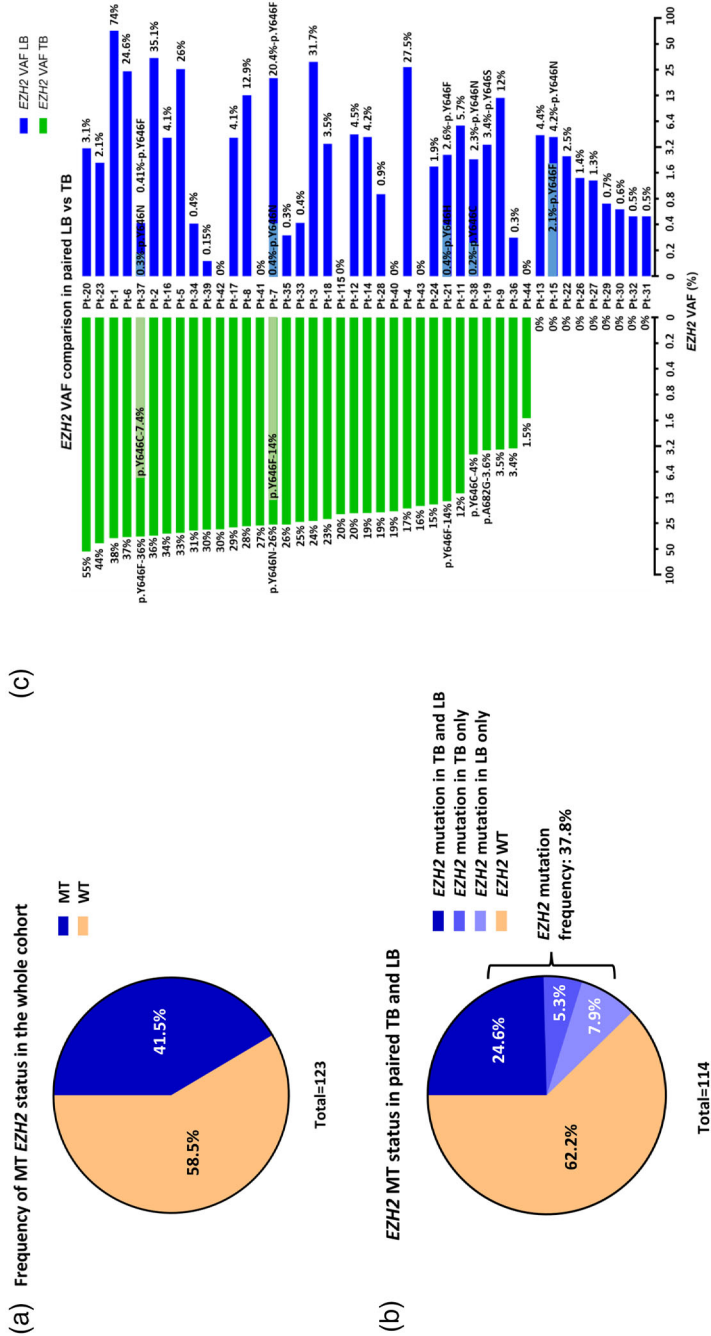 (a)
Frequency of MT EZH2 status in the whole cohort
MT
WT
41.5%
58.5%
Total=123
(b)
EZH2 MT status in paired TB and LB
EZH2 mutation in TB and LB
EZH2 mutation in TB only
EZH2 mutation in LB only
EZH2 WT
24.6%
5.3%
7.9%
62.2%
EZH2 mutation
frequency: 37.8%
Total=114
(c)
EZH2 VAF LB
EZH2 VAF TB
EZH2 VAF comparison in paired LB vs TB
55% Pt-20 3.1%
44% Pt-23 2.1%
38% Pt-1 74%
37% Pt-6 24.6%
p.Y646F-36% p.Y646C-7.4% Pt-37 0.3%-p.Y646N 0.41%-p.Y646F
36% Pt-2 35.1%
34% Pt-16 4.1%
33% Pt-5 26%
31% Pt-34 0.4%
30% Pt-39 0.15%
30% Pt-42 0%
29% Pt-17 4.1%
28% Pt-8 12.9%
27% Pt-41 0%
p.Y646N-26% p.Y646F-14% Pt-7 0.4%-p.Y646N 20.4%-p.Y646F
26% Pt-35 0.3%
25% Pt-33 0.4%
24% Pt-3 31.7%
23% Pt-18 3.5%
20% Pt-115 0%
20% Pt-12 4.5%
19% Pt-14 4.2%
19% Pt-28 0.9%
19% Pt-40 0%
17% Pt-4 27.5%
16% Pt-43 0%
15% Pt-24 1.9%
p.Y646F-14% Pt-21 0.4%-p.Y646N 2.6%-p.Y646F
12% Pt-11 5.7%
p.Y646C-4% Pt-38 0.2%-p.Y646C 2.3%-p.Y646N
p.A682G-3.6% Pt-19 3.4%-p.Y646S
3.5% Pt-9 12%
3.4% Pt-36 0.3%
1.5% Pt-44 0%
0% Pt-13 4.4%
0% Pt-15 2.1%-p.Y646F 4.2%-p.Y646N
0% Pt-22 2.5%
0% Pt-26 1.4%
0% Pt-27 1.3%
0% Pt-29 0.7%
0% Pt-30 0.6%
0% Pt-32 0.5%
0% Pt-31 0.5%
100 50 25 13 6.4 3.2 1.6 0.8 0.4 0.2 0 0 0.2 0.4 0.8 1.6 3.2 6.4 13 25 50 100
EZH2 VAF (%)